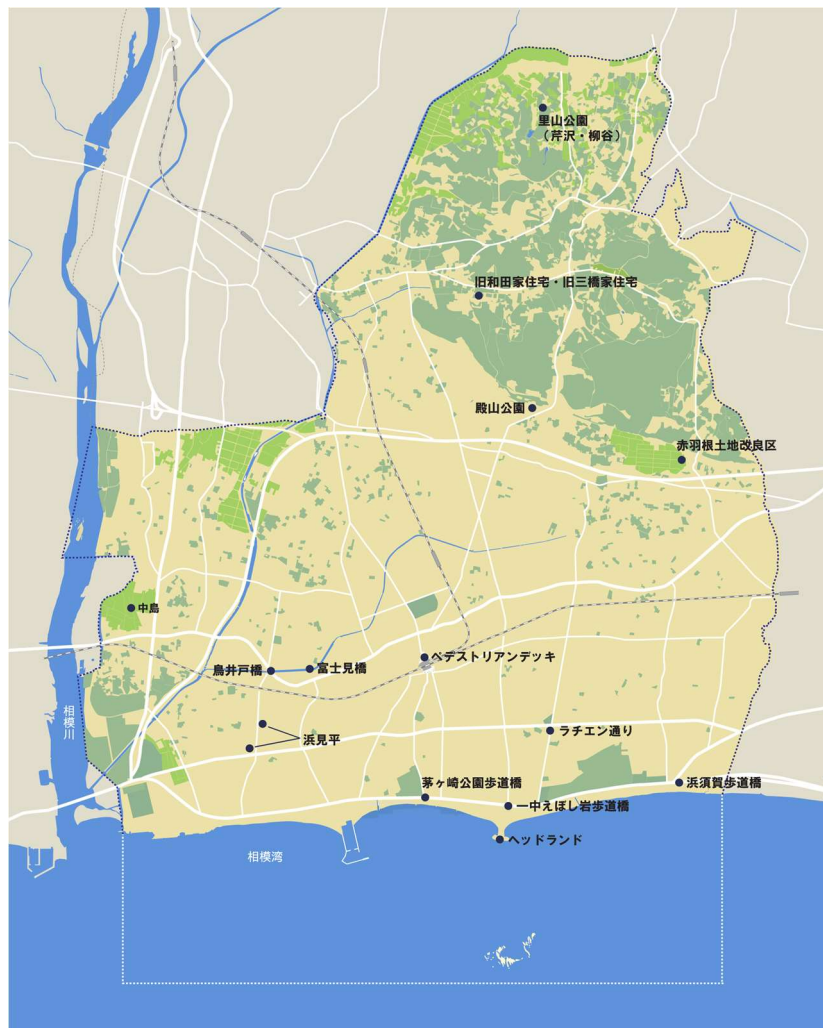 里山公園
（芹沢・柳谷）
旧和田家住宅・旧三橋家住宅
殿山公園
赤羽根土地改良区
中島
鳥井戸橋
富士見橋
ペデストリアンデッキ
相模川
浜見平
ラチエン通り
茅ヶ崎公園歩道橋
浜須賀歩道橋
一中えぼし岩歩道橋
ヘッドランド
相模湾